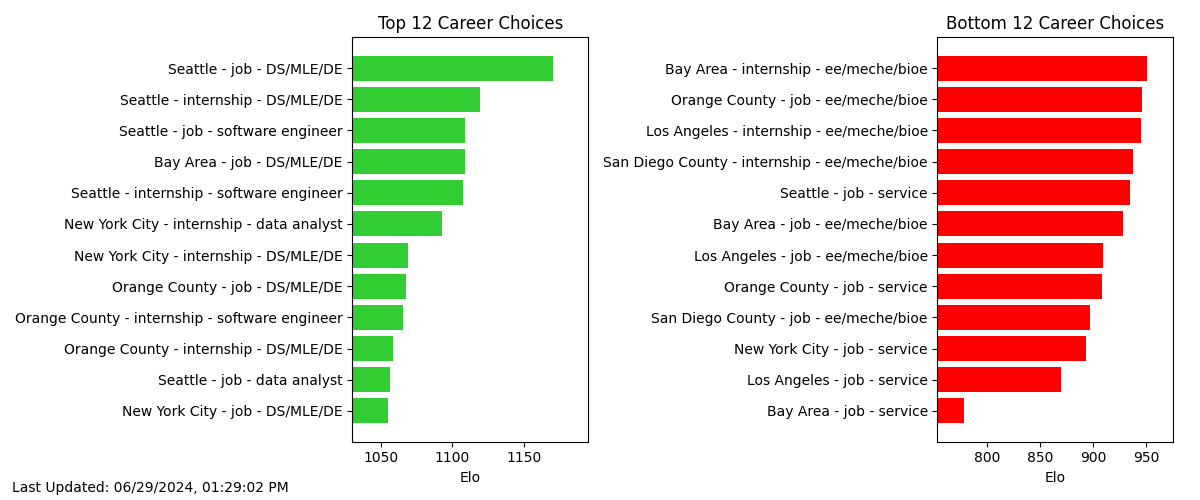 Top 12 Career Choices
Seattle - job - DS/MLE/DE
Seattle - internship - DS/MLE/DE
Seattle - job - software engineer
Bay Area - job - DS/MLE/DE
Seattle - internship - software engineer
New York City - internship - data analyst
New York City - internship - DS/MLE/DE
Orange County - job - DS/MLE/DE
Orange County - internship - software engineer
Orange County - internship - DS/MLE/DE
Seattle - job - data analyst
New York City - job - DS/MLE/DE
1050 1100 1150
Elo
Bottom 12 Career Choices
Bay Area - internship - ee/meche/bioe
Orange County - job - ee/meche/bioe
Los Angeles - internship - ee/meche/bioe
San Diego County - internship - ee/meche/bioe
Seattle - job - service
Bay Area - job - ee/meche/bioe
Los Angeles - job - ee/meche/bioe
Orange County - job - service
San Diego County - job - ee/meche/bioe
New York City - job - service
Los Angeles - job - service
Bay Area - job - service
800 850 900 950
Elo
Last Updated: 06/29/2024, 01:29:02 PM